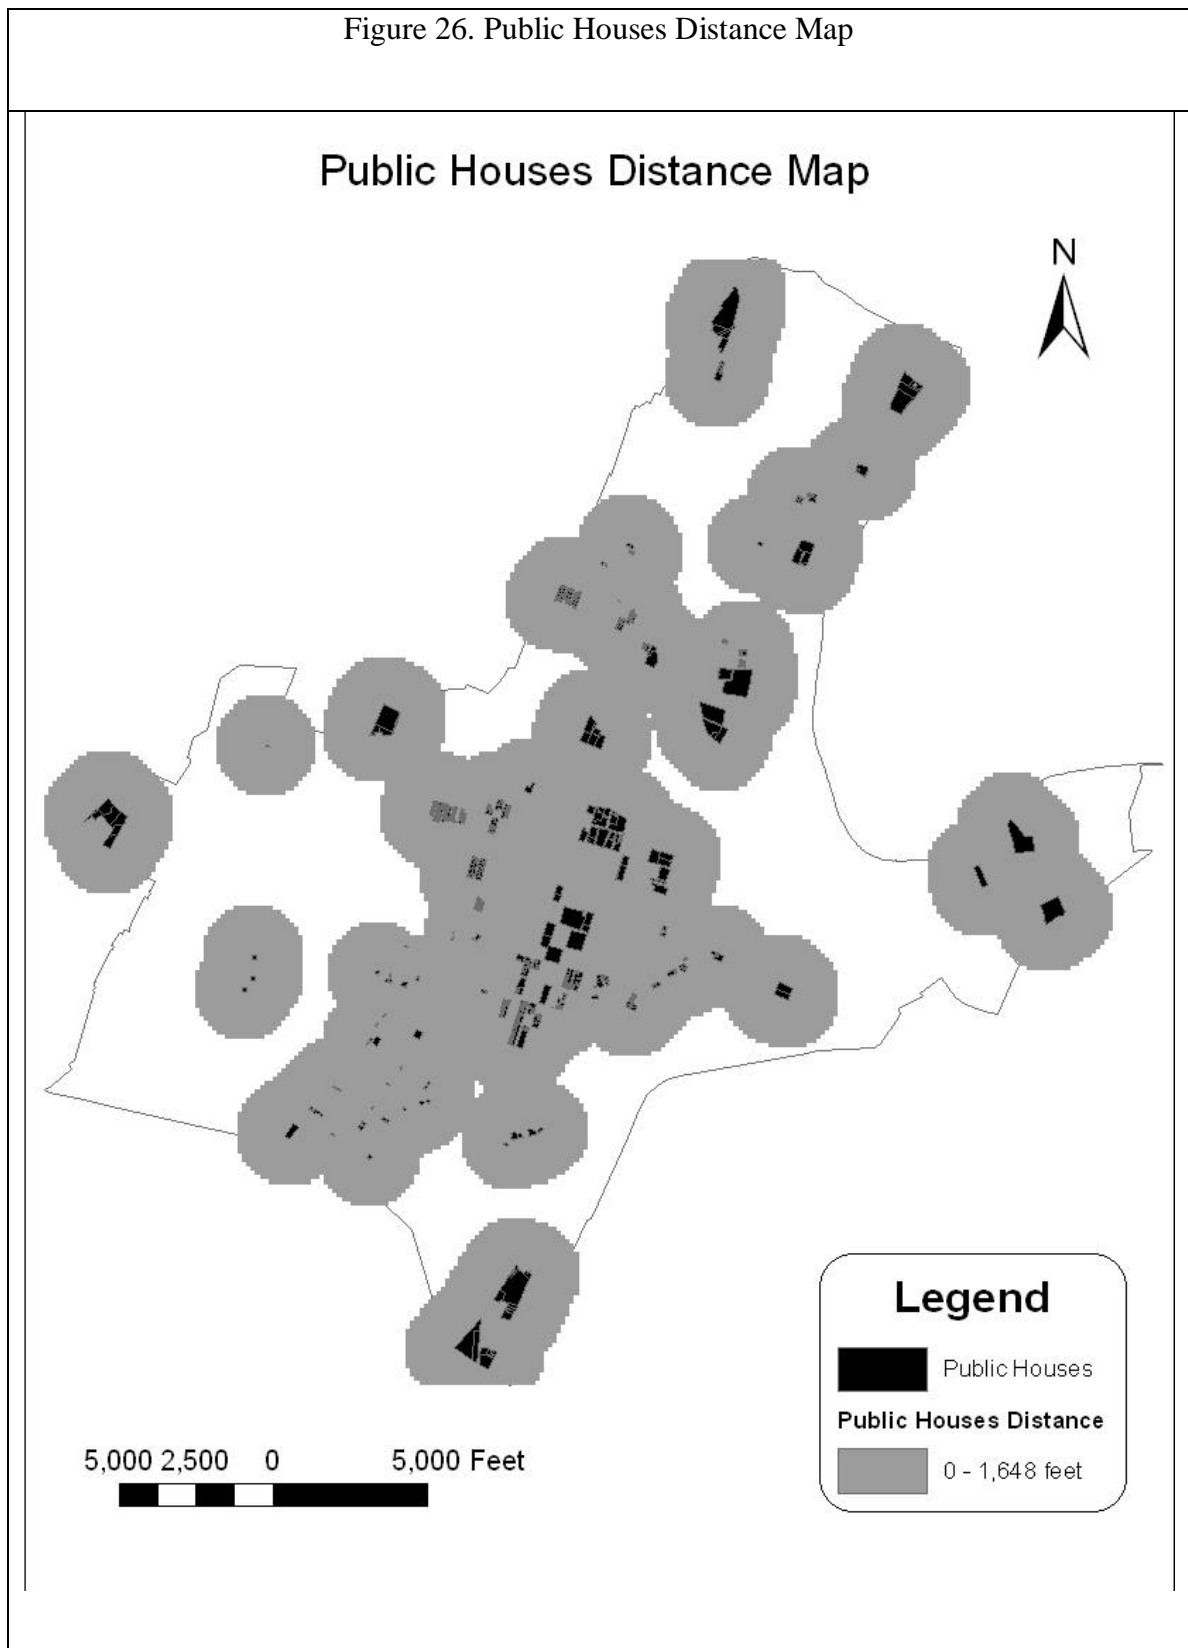 Figure 26. Public Houses Distance Map
Public Houses Distance Map
N
Legend
Public Houses
Public Houses Distance
0 - 1,648 feet
5,000 2,500 0 5,000 Feet